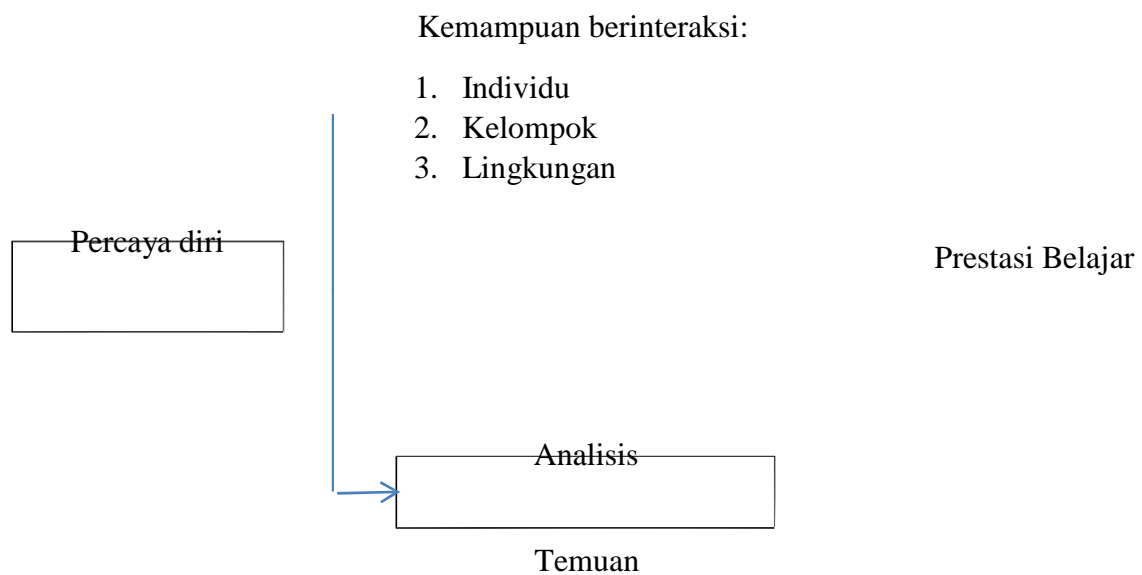 Kemampuan berinteraksi:
1. Individu
2. Kelompok
3. Lingkungan
Percaya diri
Prestasi Belajar
Analisis
Temuan